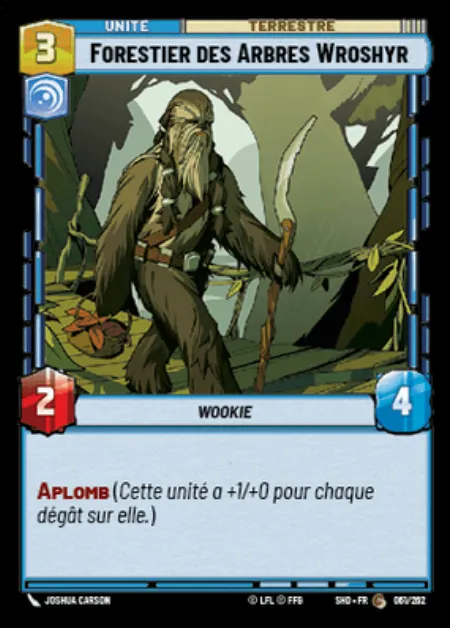 UNITÉ
TERRESTRE
3
FORESTIER DES ARBRES WROSHYR
2
WOOKIE
4
APLOMB (Cette unité a +1/+0 pour chaque
dégât sur elle.)
JOSHUA CARSON
© LFL © FFG
SHD • FR
061/262